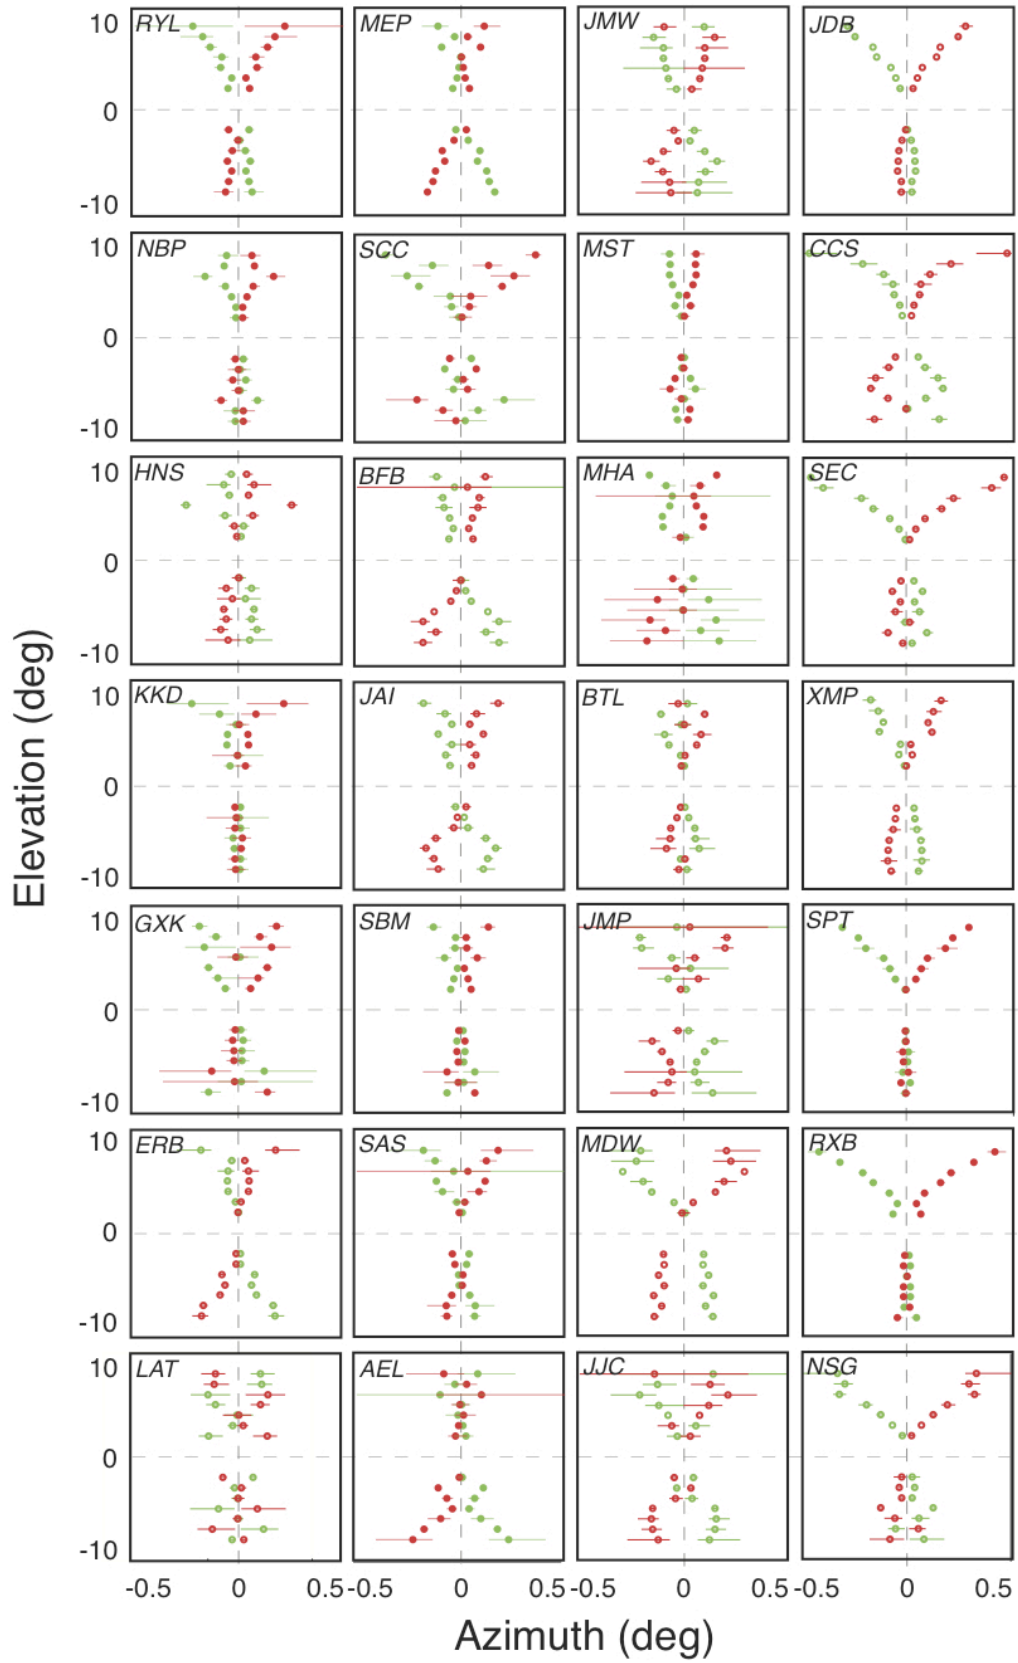 10 RYL MEP JMW JDB
0
-10
10 NBP SCC MST CCS
0
-10
10 HNS BFB MHA SEC
0
-10
10 KKD JAI BTL XMP
0
-10
10 GXK SBM JMP SPT
0
-10
10 ERB SAS MDW RXB
0
-10
10 LAT AEL JJC NSG
0
-10
-0.5 0 0.5 -0.5 0 0.5 -0.5 0 0.5 -0.5 0 0.5
Elevation (deg)
Azimuth (deg)